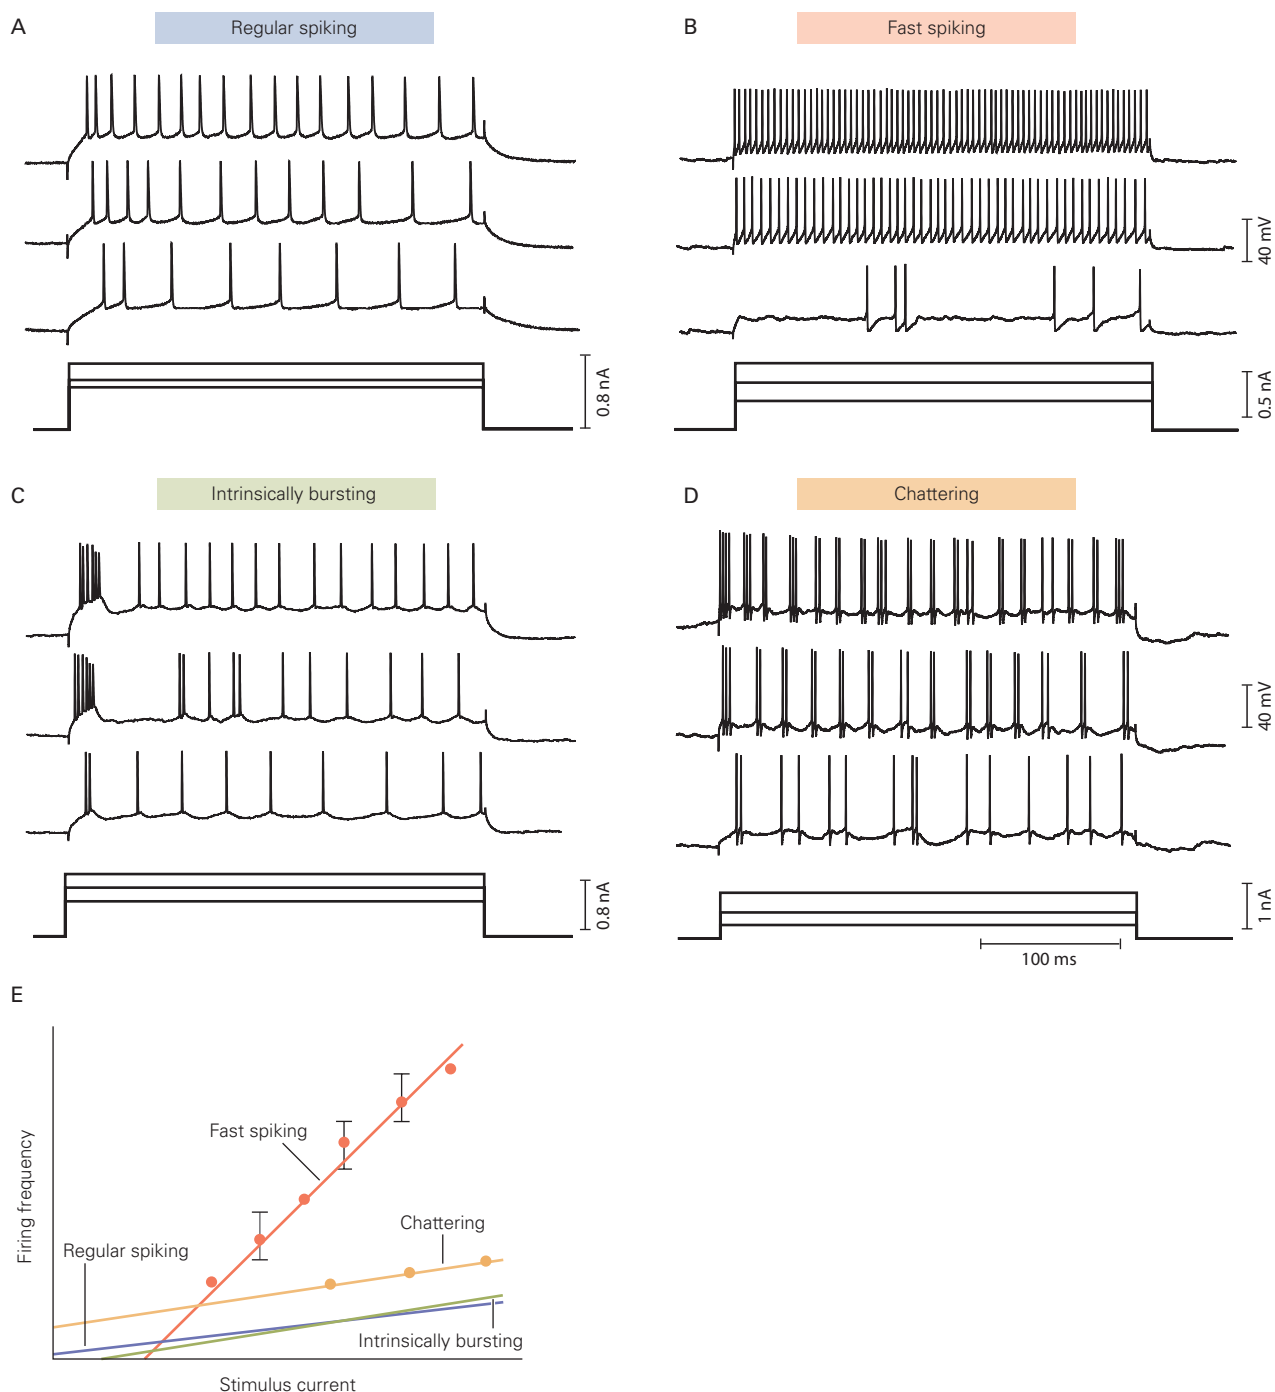 A
Regular spiking
0.8 nA
B
Fast spiking
40 mV
0.5 nA
C
Intrinsically bursting
0.8 nA
D
Chattering
40 mV
1 nA
100 ms
E
Firing frequency
Fast spiking
Chattering
Regular spiking
Intrinsically bursting
Stimulus current